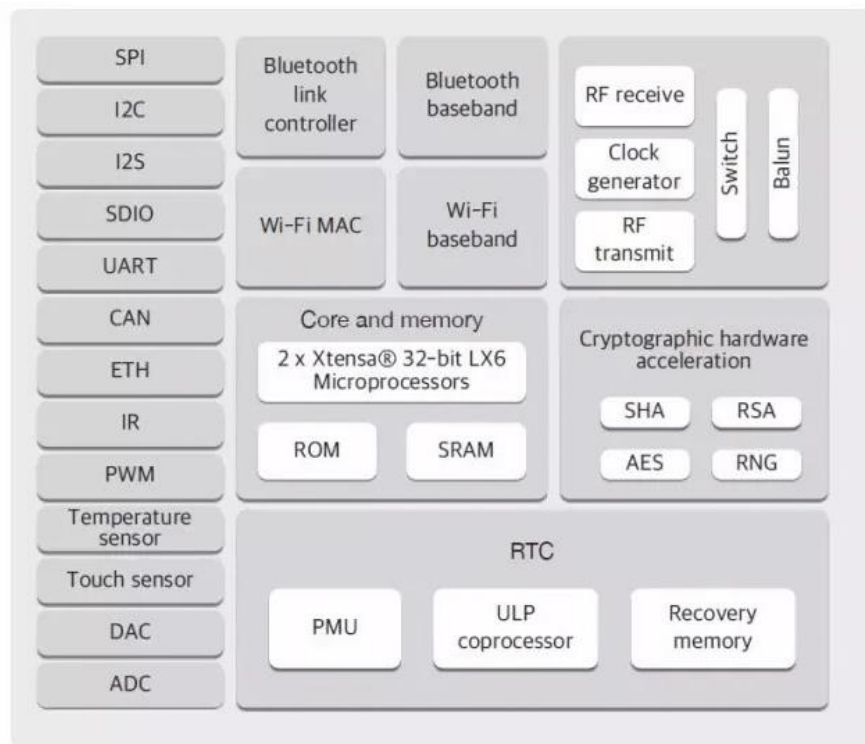 SPI
I2C
I2S
SDIO
UART
CAN
ETH
IR
PWM
Temperature
sensor
Touch sensor
DAC
ADC
Bluetooth
link
controller
Bluetooth
baseband
Wi-Fi MAC
Wi-Fi
baseband
RF receive
Clock
generator
RF
transmit
Switch
Balun
Core and memory
2 x Xtensa® 32-bit LX6
Microprocessors
ROM
SRAM
Cryptographic hardware
acceleration
SHA
RSA
AES
RNG
RTC
PMU
ULP
coprocessor
Recovery
memory